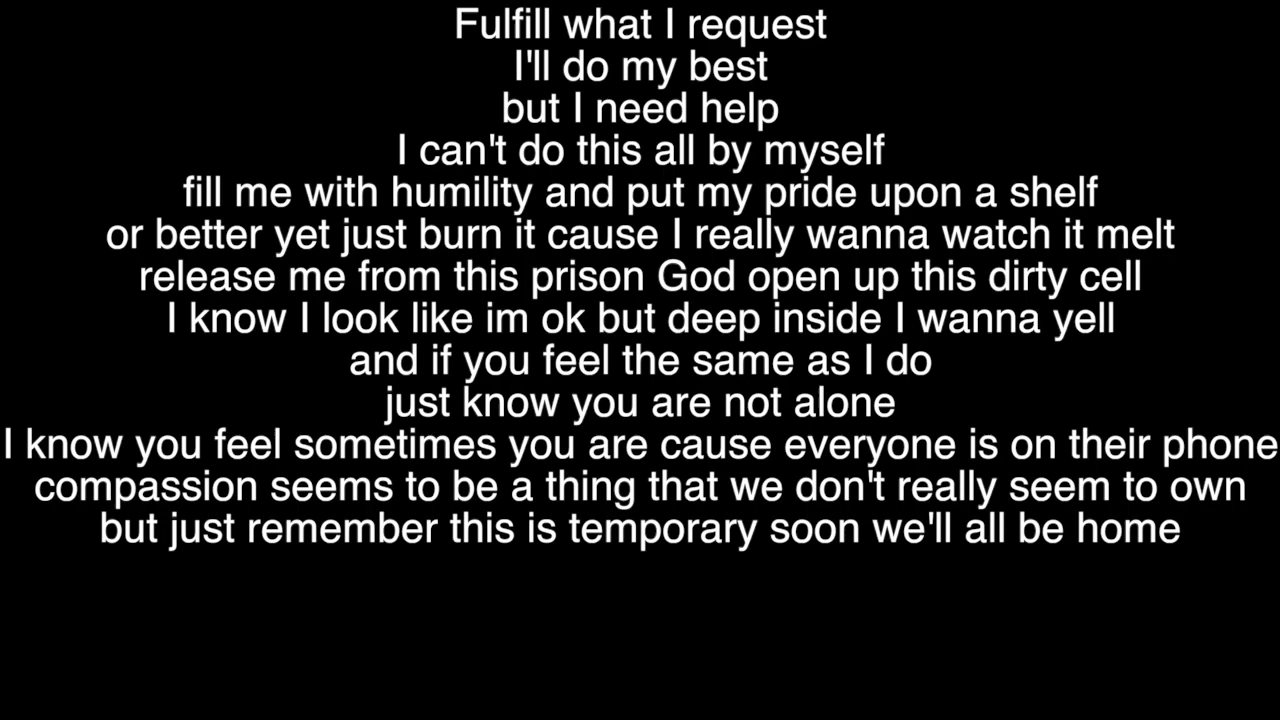 Fulfill what I request
I'll do my best
but I need help
I can't do this all by myself
fill me with humility and put my pride upon a shelf
or better yet just burn it cause I really wanna watch it melt
release me from this prison God open up this dirty cell
I know I look like im ok but deep inside I wanna yell
and if you feel the same as I do
just know you are not alone
I know you feel sometimes you are cause everyone is on their phone
compassion seems to be a thing that we don't really seem to own
but just remember this is temporary soon we'll all be home